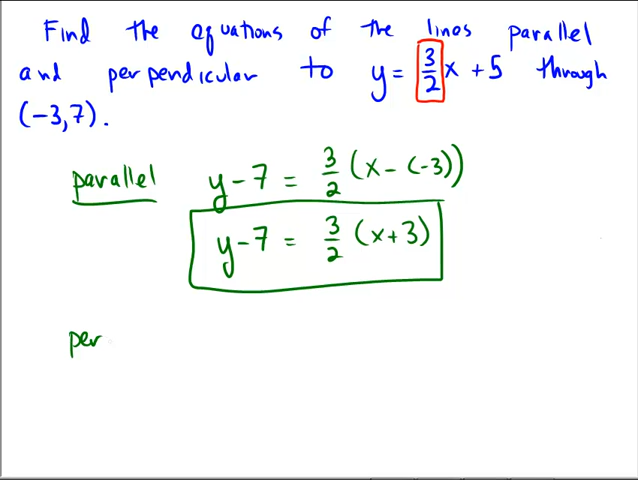 Find the equations of the lines parallel
and perpendicular to y = 3/2 x + 5 through
(-3,7).
parallel y - 7 = 3/2 (x - (-3))
y - 7 = 3/2 (x + 3)
per